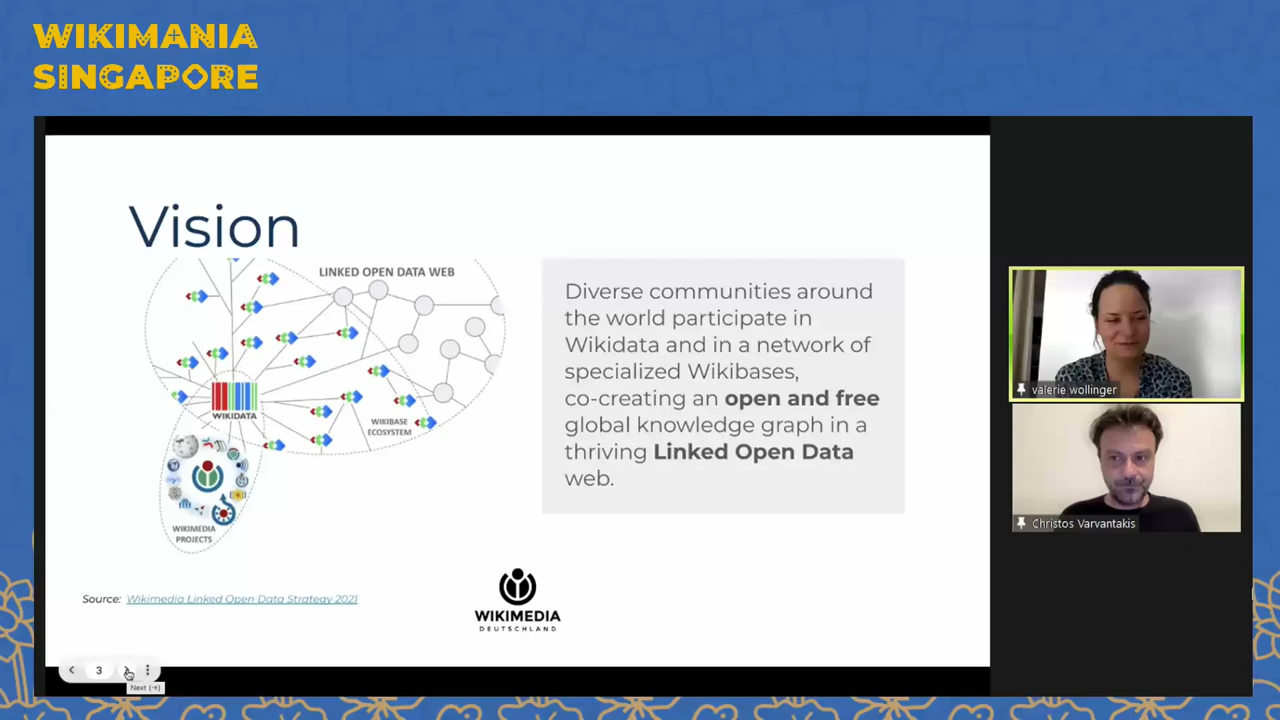 WIKIMANIA
SINGAPORE
Vision
LINKED OPEN DATA WEB
WIKIDATA
WIKIBASE
ECOSYSTEM
WIKIMEDIA
PROJECTS
Diverse communities around
the world participate in
Wikidata and in a network of
specialized Wikibases,
co-creating an open and free
global knowledge graph in a
thriving Linked Open Data
web.
Source: Wikimedia Linked Open Data Strategy 2021
WIKIMEDIA
DEUTSCHLAND
3
Next (→)
valerie wollinger
Christos Varvantakis